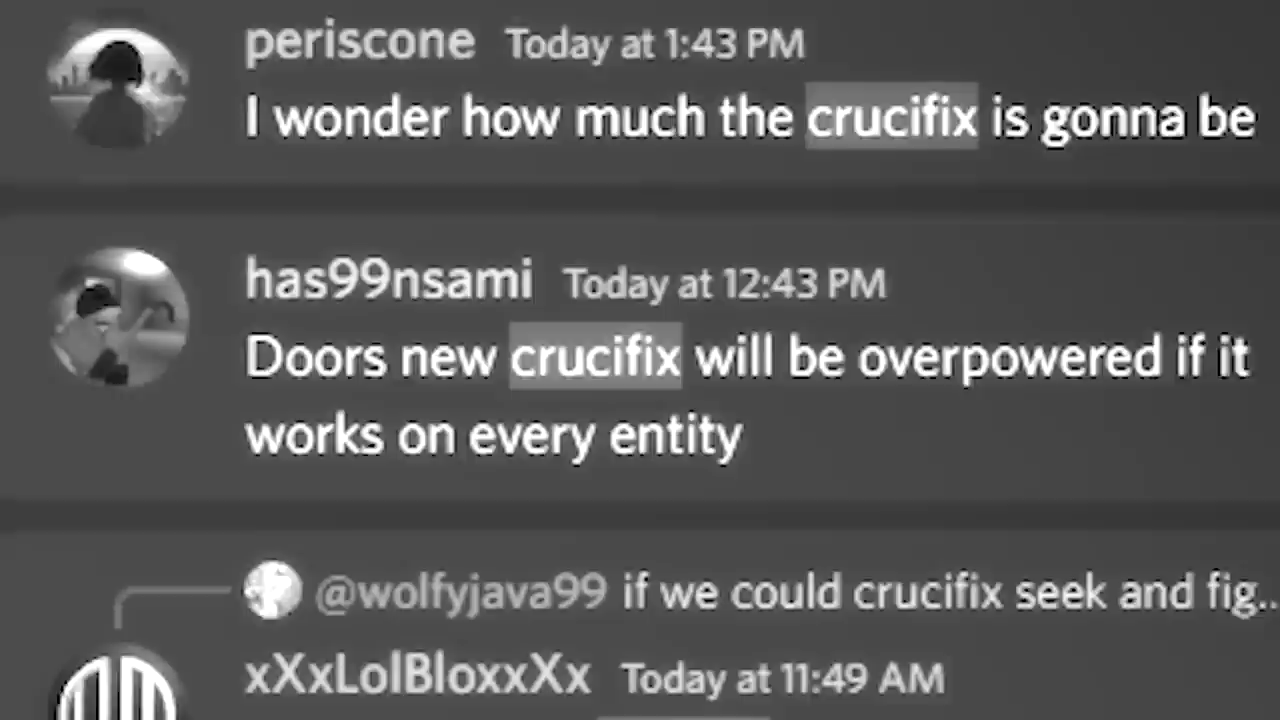 periscone Today at 1:43 PM
I wonder how much the crucifix is gonna be
has99nsami Today at 12:43 PM
Doors new crucifix will be overpowered if it
works on every entity
@wolfyjava99 if we could crucifix seek and fig..
xXxLolBloxxXx Today at 11:49 AM